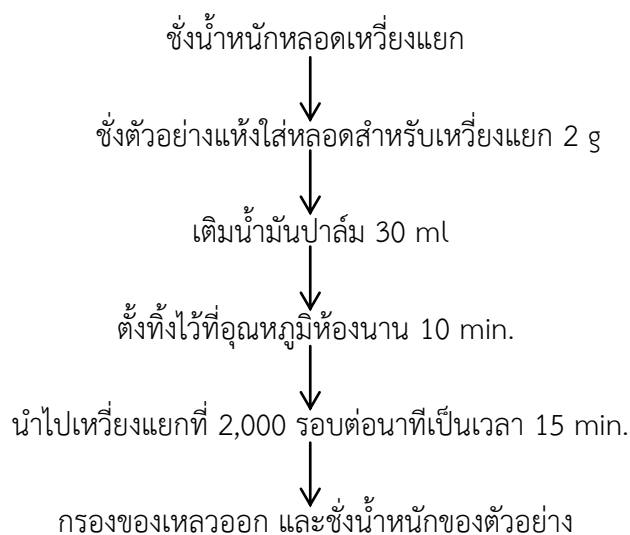 ชั่งน้ำหนักหลอดเหวี่ยงแยก
ชั่งตัวอย่างแห้งใส่หลอดสำหรับเหวี่ยงแยก 2 g
เติมน้ำมันปาล์ม 30 ml
ตั้งทิ้งไว้ที่อุณหภูมิห้องนาน 10 min.
นำไปเหวี่ยงแยกที่ 2,000 รอบต่อนาทีเป็นเวลา 15 min.
กรองของเหลวออก และชั่งน้ำหนักของตัวอย่าง